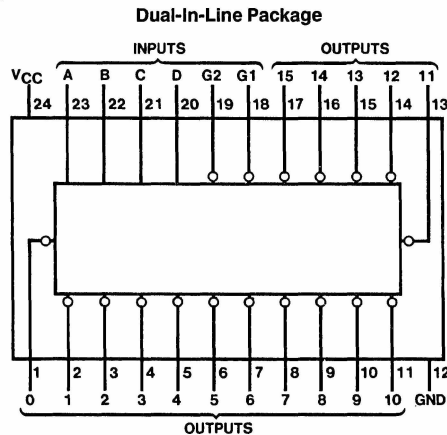 Dual-In-Line Package
INPUTS OUTPUTS
VCC A B C D G2 G1 15 14 13 12 11
24 23 22 21 20 19 18 17 16 15 14 13
1 2 3 4 5 6 7 8 9 10 11 12
0 1 2 3 4 5 6 7 8 9 10 GND
OUTPUTS